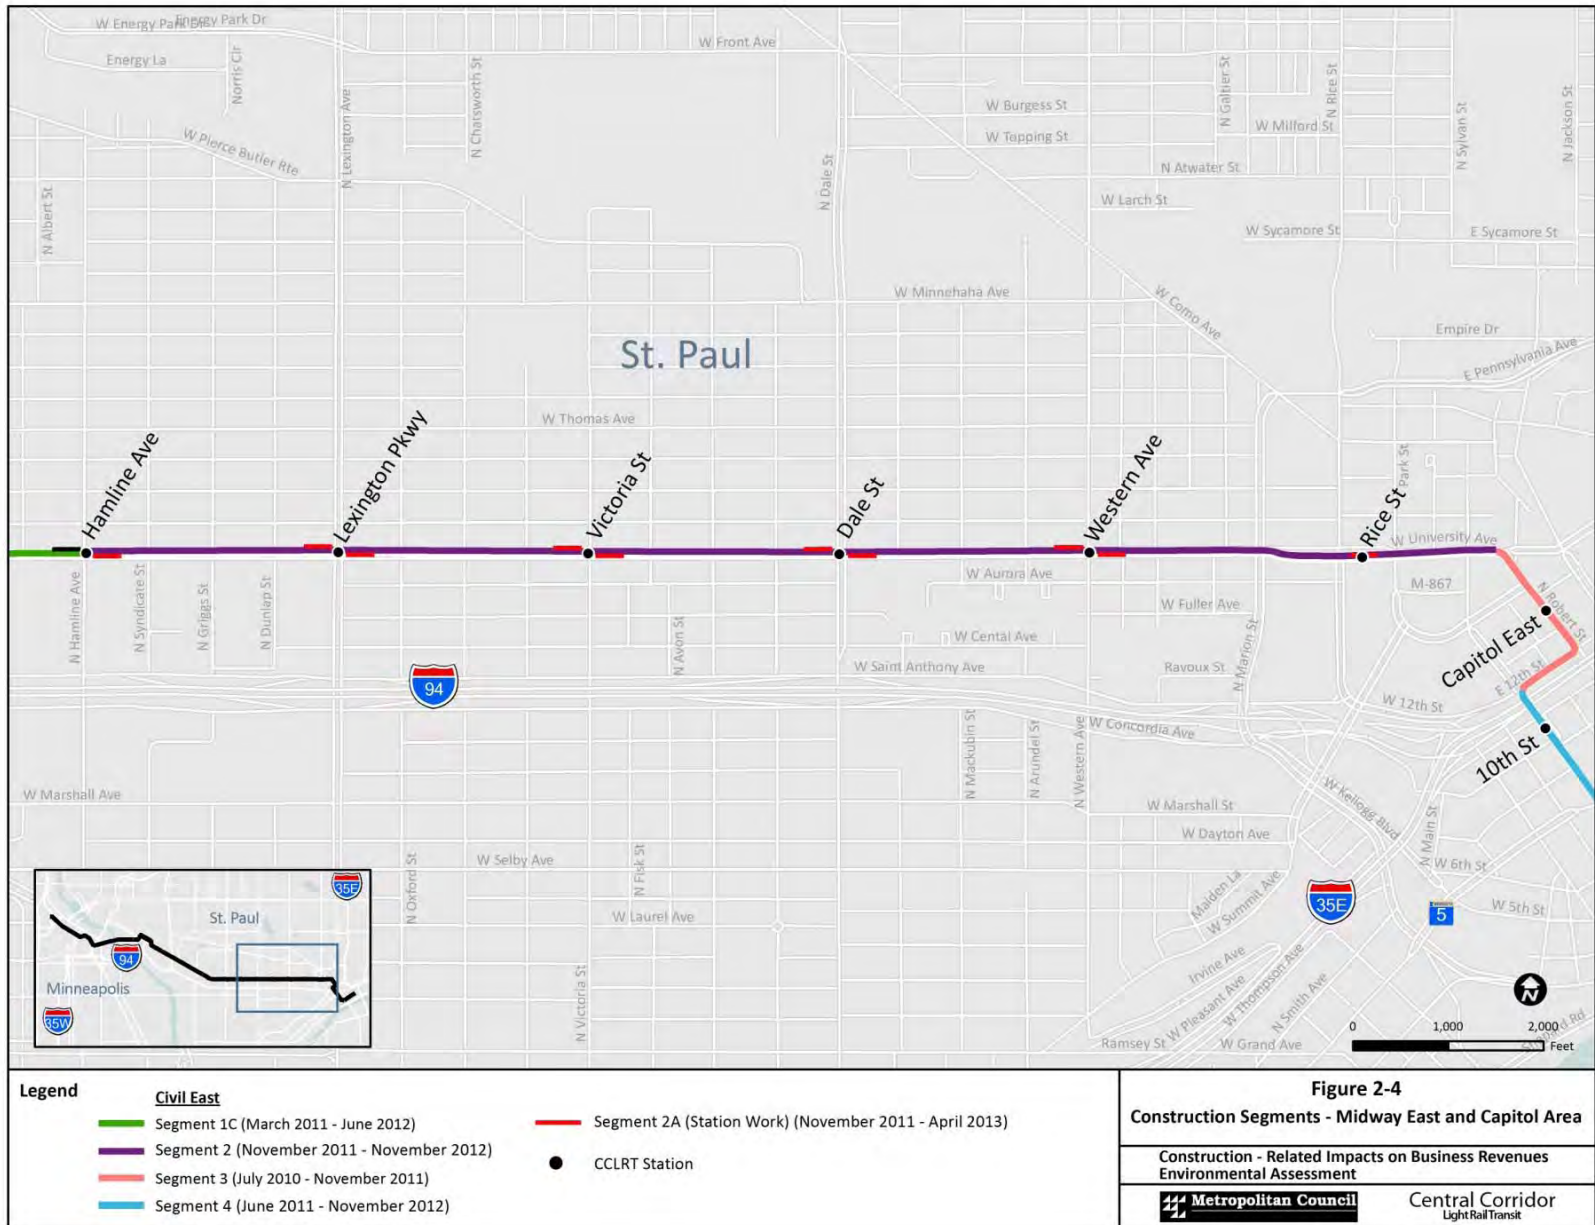 W Energy Park Dr
Energy Park Dr
Energy La
Norris Cir
W Front Ave
N Lexington Ave
N Chatsworth St
W Pierce Butler Rte
N Albert St
N Dale St
W Burgess St
W Topping St
N Galtier St
N Rice St
W Milford St
N Atwater St
N Sylvan St
N Jackson St
W Larch St
W Sycamore St
E Sycamore St
W Minnehaha Ave
W Como Ave
Empire Dr
E Pennsylvania Ave
St. Paul
W Thomas Ave
Hamline Ave
Lexington Pkwy
Victoria St
Dale St
Western Ave
Rice St
Park St
W University Ave
N Hamline Ave
N Syndicate St
N Griggs St
N Dunlap St
N Avon St
W Aurora Ave
M-867
W Fuller Ave
W Cental Ave
W Saint Anthony Ave
Ravoux St
N Marion St
N Robert St
Capitol East
E 12th St
W 12th St
10th St
94
W Concordia Ave
N Mackubin St
N Arundel St
N Western Ave
W Marshall Ave
W Marshall St
W Kellogg Blvd
N Main St
W Dayton Ave
W 6th St
W 5th St
W Selby Ave
N Oxford St
N Fisk St
W Laurel Ave
Malden La
W Summit Ave
35E
5
Irvine Ave
W Pleasant Ave
W Thompson Ave
N Smith Ave
N Victoria St
Ramsey St
W Grand Ave
35E
St. Paul
94
Minneapolis
35W
N
0 1,000 2,000
Feet
Legend
Civil East
Segment 1C (March 2011 - June 2012)
Segment 2 (November 2011 - November 2012)
Segment 3 (July 2010 - November 2011)
Segment 4 (June 2011 - November 2012)
Segment 2A (Station Work) (November 2011 - April 2013)
CCLRT Station
Figure 2-4
Construction Segments - Midway East and Capitol Area
Construction - Related Impacts on Business Revenues
Environmental Assessment
Metropolitan Council
Central Corridor
Light Rail Transit